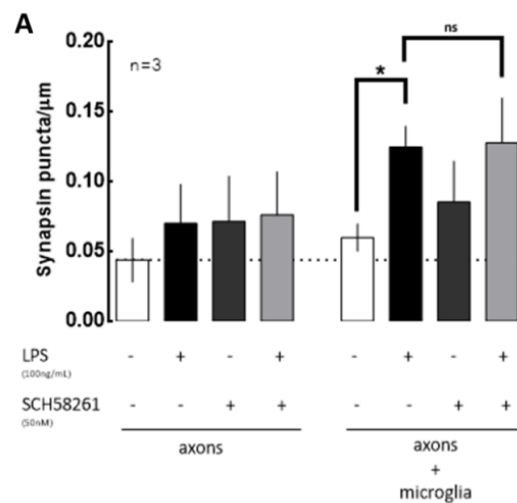 A
Synapsin puncta/μm
0.20
0.15
0.10
0.05
0.00
n=3
*
ns
LPS - + - + - + - +
(100ng/mL)
SCH58261 - - + + - - + +
(50nM)
axons
axons
+
microglia